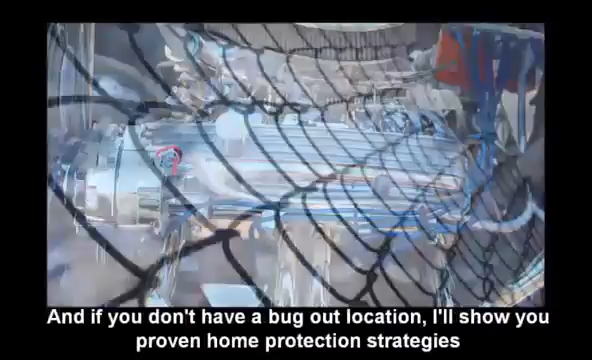 And if you don't have a bug out location, I'll show you
proven home protection strategies